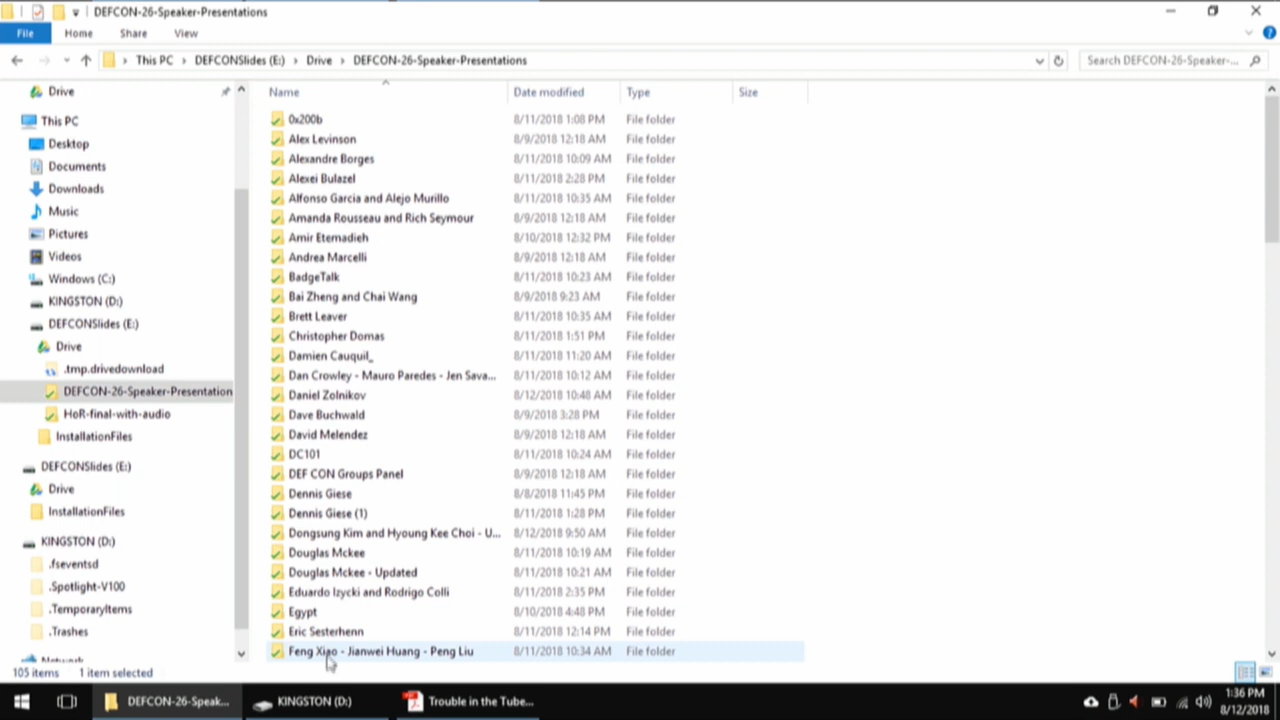 DEFCON-26-Speaker-Presentations
File Home Share View
This PC DEFCONSlides (E:) Drive DEFCON-26-Speaker-Presentations
Search DEFCON-26-Speaker-...
Drive
This PC
Desktop
Documents
Downloads
Music
Pictures
Videos
Windows (C:)
KINGSTON (D:)
DEFCONSlides (E:)
Drive
.tmp.drivedownload
DEFCON-26-Speaker-Presentation
HoR-final-with-audio
InstallationFiles
DEFCONSlides (E:)
Drive
InstallationFiles
KINGSTON (D:)
.fseventsd
.Spotlight-V100
.TemporaryItems
.Trashes
Network
Name Date modified Type Size
0x200b 8/11/2018 1:08 PM File folder
Alex Levinson 8/9/2018 12:18 AM File folder
Alexandre Borges 8/11/2018 10:09 AM File folder
Alexei Bulazel 8/11/2018 2:28 PM File folder
Alfonso Garcia and Alejo Murillo 8/11/2018 10:35 AM File folder
Amanda Rousseau and Rich Seymour 8/9/2018 12:18 AM File folder
Amir Etemadieh 8/10/2018 12:32 PM File folder
Andrea Marcelli 8/9/2018 12:18 AM File folder
BadgeTalk 8/11/2018 10:23 AM File folder
Bai Zheng and Chai Wang 8/9/2018 9:23 AM File folder
Brett Leaver 8/11/2018 10:35 AM File folder
Christopher Domas 8/11/2018 1:51 PM File folder
Damien Cauquil_ 8/11/2018 11:20 AM File folder
Dan Crowley - Mauro Paredes - Jen Sava... 8/11/2018 10:12 AM File folder
Daniel Zolnikov 8/12/2018 10:48 AM File folder
Dave Buchwald 8/9/2018 3:28 PM File folder
David Melendez 8/9/2018 12:18 AM File folder
DC101 8/11/2018 10:24 AM File folder
DEF CON Groups Panel 8/9/2018 12:18 AM File folder
Dennis Giese 8/8/2018 11:45 PM File folder
Dennis Giese (1) 8/11/2018 1:28 PM File folder
Dongsung Kim and Hyoung Kee Choi - U... 8/12/2018 9:50 AM File folder
Douglas Mckee 8/11/2018 10:19 AM File folder
Douglas Mckee - Updated 8/11/2018 10:21 AM File folder
Eduardo Izycki and Rodrigo Colli 8/11/2018 2:35 PM File folder
Egypt 8/10/2018 4:48 PM File folder
Eric Sesterhenn 8/11/2018 12:14 PM File folder
Feng Xiao - Jianwei Huang - Peng Liu 8/11/2018 10:34 AM File folder
105 items 1 item selected
DEFCON-26-Speak... KINGSTON (D:) Trouble in the Tube... 1:36 PM
8/12/2018